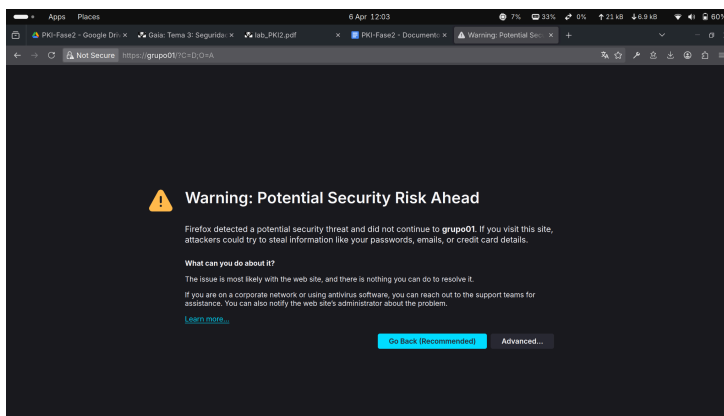 Apps Places 6 Apr 12:03 7% 33% 0% 21 kB 6.9 kB 60%
PKI-Fase2 - Google Driv Gaia: Tema 3: Seguridad lab_PKI2.pdf PKI-Fase2 - Documento Warning: Potential Sec
Not Secure https://grupo01/?C=D;O=A
Warning: Potential Security Risk Ahead
Firefox detected a potential security threat and did not continue to grupo01. If you visit this site,
attackers could try to steal information like your passwords, emails, or credit card details.
What can you do about it?
The issue is most likely with the web site, and there is nothing you can do to resolve it.
If you are on a corporate network or using antivirus software, you can reach out to the support teams for
assistance. You can also notify the web site's administrator about the problem.
Learn more...
Go Back (Recommended) Advanced...